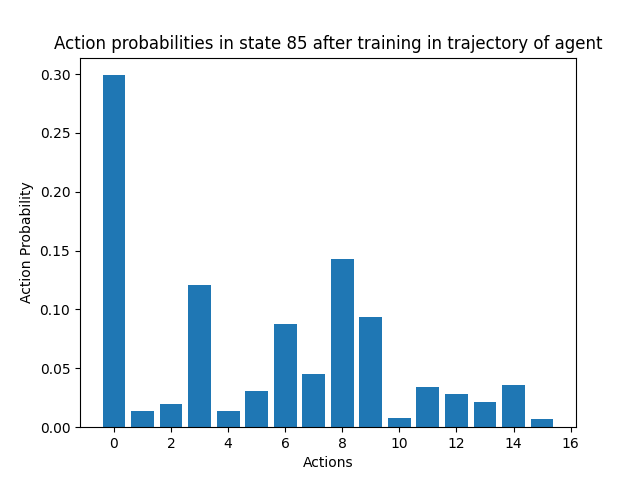 Action probabilities in state 85 after training in trajectory of agent
0.30
0.25
0.20
0.15
0.10
0.05
0.00
Action Probability
0 2 4 6 8 10 12 14 16
Actions